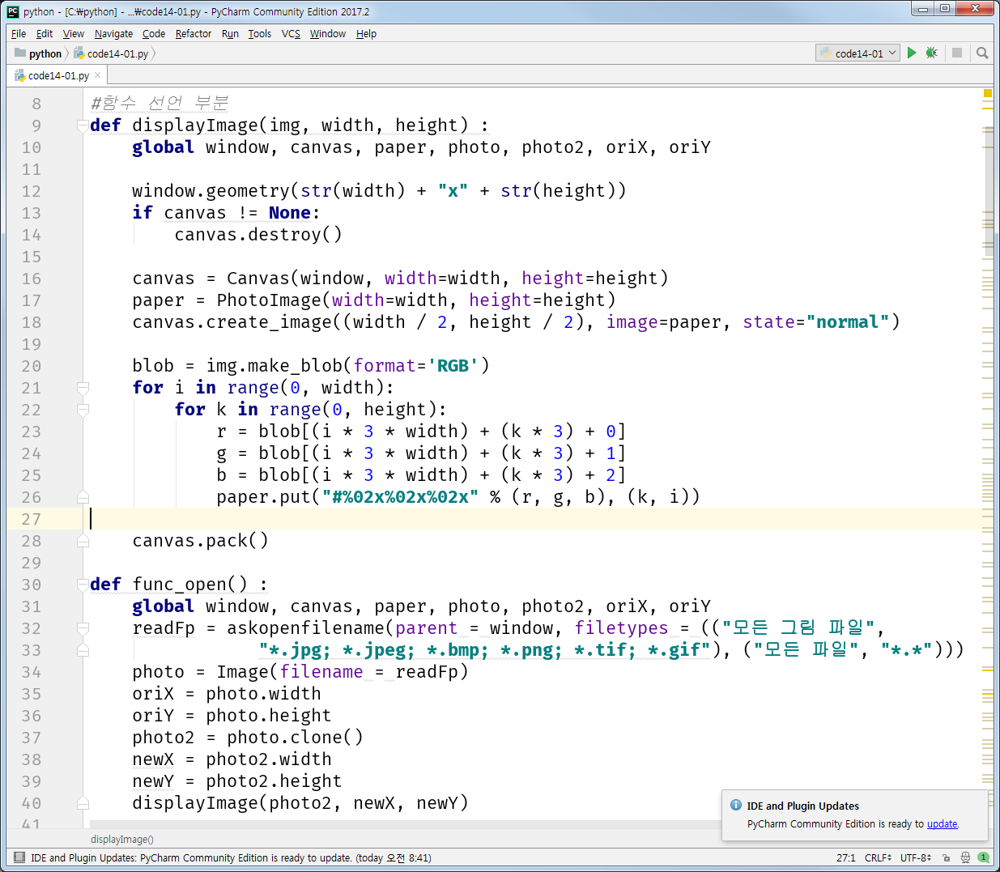 python - [C:₩python] - ...₩code14-01.py - PyCharm Community Edition 2017.2
File Edit View Navigate Code Refactor Run Tools VCS Window Help
python code14-01.py code14-01
code14-01.py
8 #함수 선언 부분
9 def displayImage(img, width, height) :
10 global window, canvas, paper, photo, photo2, oriX, oriY
11
12 window.geometry(str(width) + "x" + str(height))
13 if canvas != None:
14 canvas.destroy()
15
16 canvas = Canvas(window, width=width, height=height)
17 paper = PhotoImage(width=width, height=height)
18 canvas.create_image((width / 2, height / 2), image=paper, state="normal")
19
20 blob = img.make_blob(format='RGB')
21 for i in range(0, width):
22 for k in range(0, height):
23 r = blob[(i * 3 * width) + (k * 3) + 0]
24 g = blob[(i * 3 * width) + (k * 3) + 1]
25 b = blob[(i * 3 * width) + (k * 3) + 2]
26 paper.put("#%02x%02x%02x" % (r, g, b), (k, i))
27
28 canvas.pack()
29
30 def func_open() :
31 global window, canvas, paper, photo, photo2, oriX, oriY
32 readFp = askopenfilename(parent = window, filetypes = (("모든 그림 파일",
33 "*.jpg; *.jpeg; *.bmp; *.png; *.tif; *.gif"), ("모든 파일", "*.*")))
34 photo = Image(filename = readFp)
35 oriX = photo.width
36 oriY = photo.height
37 photo2 = photo.clone()
38 newX = photo2.width
39 newY = photo2.height
40 displayImage(photo2, newX, newY)
41
IDE and Plugin Updates
PyCharm Community Edition is ready to update.
displayImage()
IDE and Plugin Updates: PyCharm Community Edition is ready to update. (today 오전 8:41) 27:1 CRLF UTF-8 1